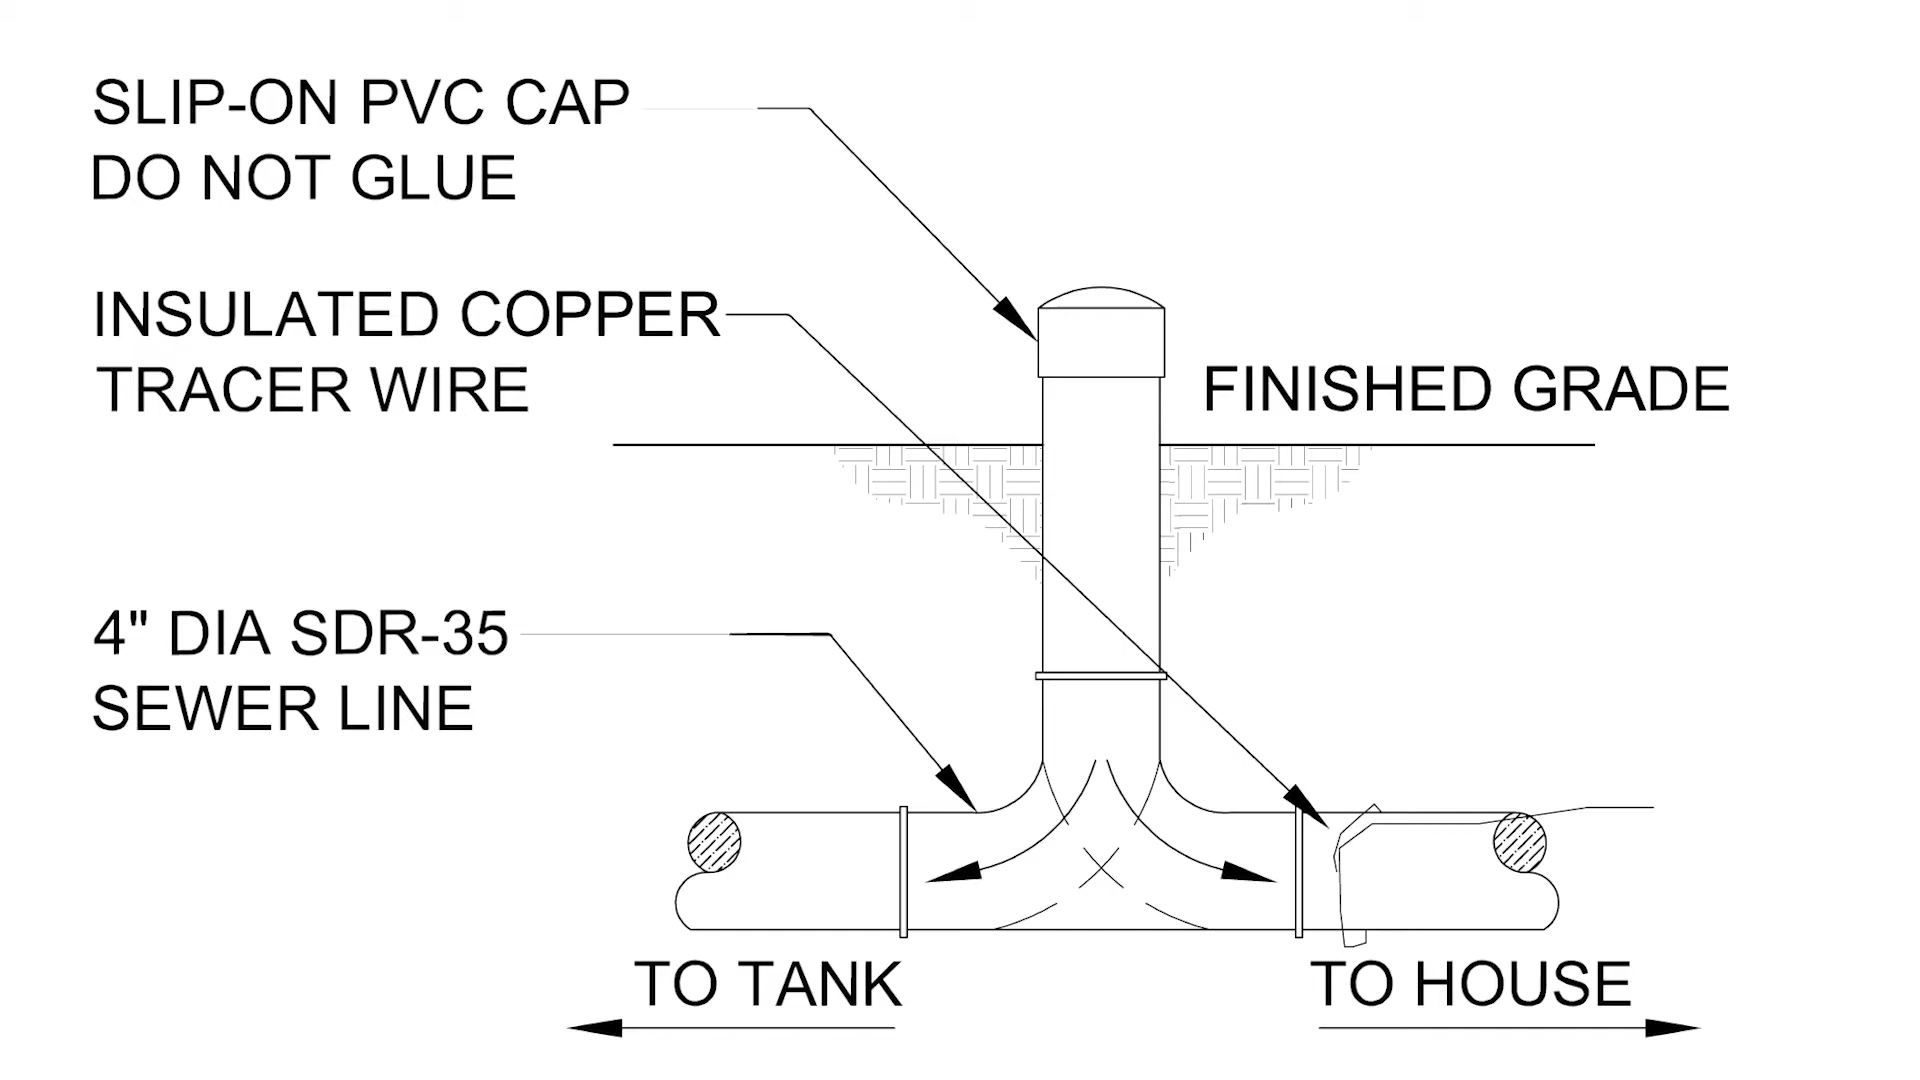 SLIP-ON PVC CAP
DO NOT GLUE
INSULATED COPPER
TRACER WIRE
FINISHED GRADE
4" DIA SDR-35
SEWER LINE
TO TANK
TO HOUSE